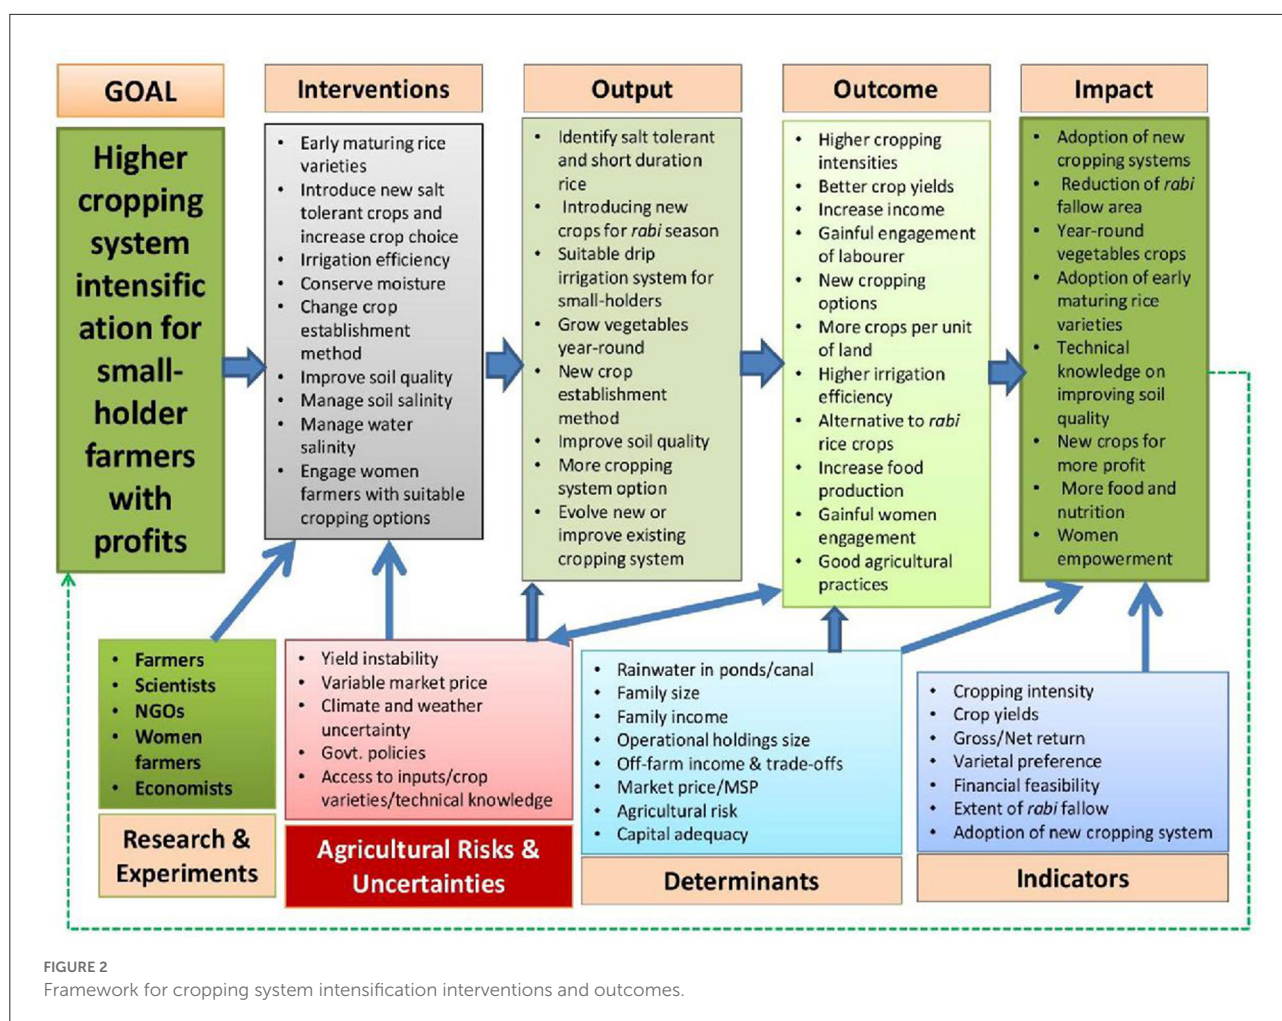 GOAL
Higher
cropping
system
intensific
ation for
small-
holder
farmers
with
profits
Interventions
• Early maturing rice
varieties
• Introduce new salt
tolerant crops and
increase crop choice
• Irrigation efficiency
• Conserve moisture
• Change crop
establishment
method
• Improve soil quality
• Manage soil salinity
• Manage water
salinity
• Engage women
farmers with suitable
cropping options
Output
• Identify salt tolerant
and short duration
rice
• Introducing new
crops for rabi season
• Suitable drip
irrigation system for
small-holders
• Grow vegetables
year-round
• New crop
establishment
method
• Improve soil quality
• More cropping
system option
• Evolve new or
improve existing
cropping system
Outcome
• Higher cropping
intensities
• Better crop yields
• Increase income
• Gainful engagement
of labourer
• New cropping
options
• More crops per unit
of land
• Higher irrigation
efficiency
• Alternative to rabi
rice crops
• Increase food
production
• Gainful women
engagement
• Good agricultural
practices
Impact
• Adoption of new
cropping systems
• Reduction of rabi
fallow area
• Year-round
vegetables crops
• Adoption of early
maturing rice
varieties
• Technical
knowledge on
improving soil
quality
• New crops for
more profit
• More food and
nutrition
• Women
empowerment
• Farmers
• Scientists
• NGOs
• Women
farmers
• Economists
Research &
Experiments
• Yield instability
• Variable market price
• Climate and weather
uncertainty
• Govt. policies
• Access to inputs/crop
varieties/technical knowledge
Agricultural Risks &
Uncertainties
• Rainwater in ponds/canal
• Family size
• Family income
• Operational holdings size
• Off-farm income & trade-offs
• Market price/MSP
• Agricultural risk
• Capital adequacy
Determinants
• Cropping intensity
• Crop yields
• Gross/Net return
• Varietal preference
• Financial feasibility
• Extent of rabi fallow
• Adoption of new cropping system
Indicators
FIGURE 2
Framework for cropping system intensification interventions and outcomes.